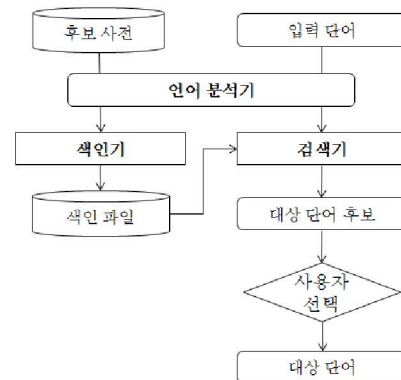 후보 사전
입력 단어
언어 분석기
색인기
검색기
색인 파일
대상 단어 후보
사용자
선택
대상 단어